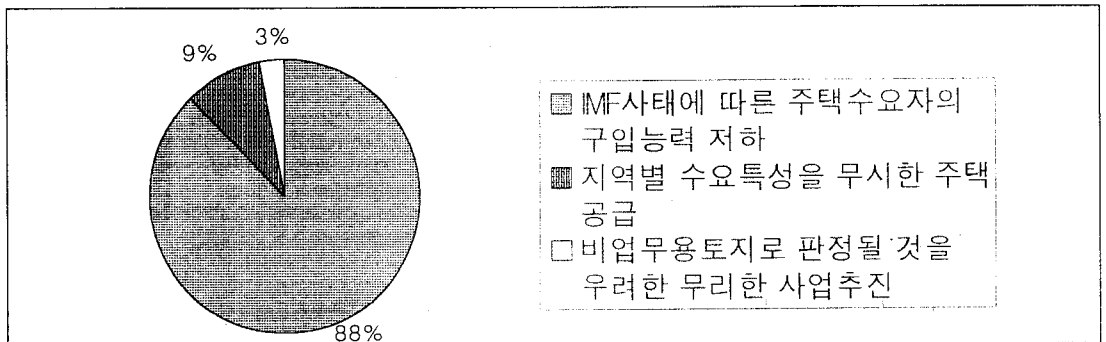 3%
9%
88%
IMF사태에 따른 주택수요자의
구입능력 저하
지역별 수요특성을 무시한 주택
공급
비업무용토지로 판정될 것을
우려한 무리한 사업추진